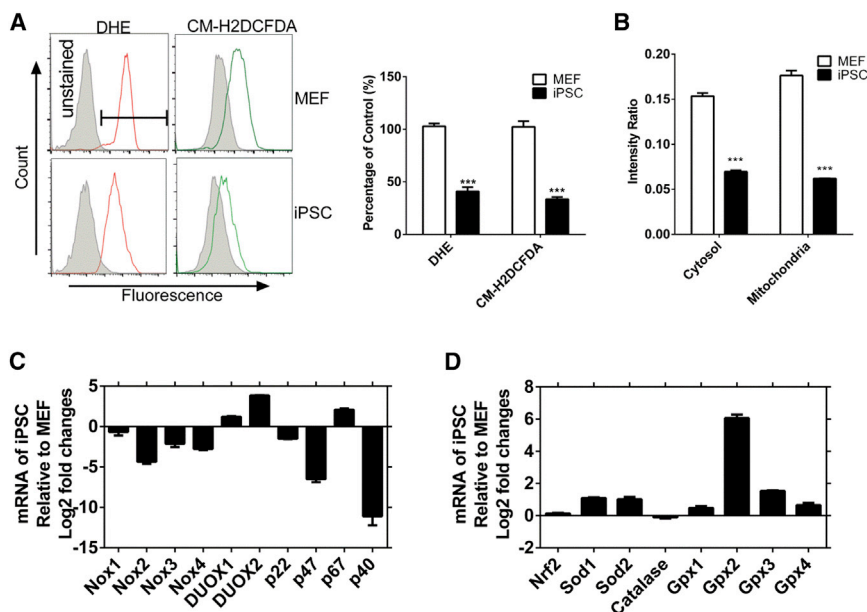 A
DHE
CM-H2DCFDA
unstained
MEF
iPSC
Count
Fluorescence
Percentage of Control (%)
150
100
50
0
MEF
iPSC
***
***
DHE
CM-H2DCFDA
B
Intensity Ratio
0.20
0.15
0.10
0.05
0.00
MEF
iPSC
***
***
Cytosol
Mitochondria
C
mRNA of iPSC
Relative to MEF
Log2 fold changes
5
0
-5
-10
-15
Nox1
Nox2
Nox3
Nox4
DUOX1
DUOX2
p22
p47
p67
p40
D
mRNA of iPSC
Relative to MEF
Log2 fold changes
8
6
4
2
0
-2
Nrf2
Sod1
Sod2
Catalase
Gpx1
Gpx2
Gpx3
Gpx4